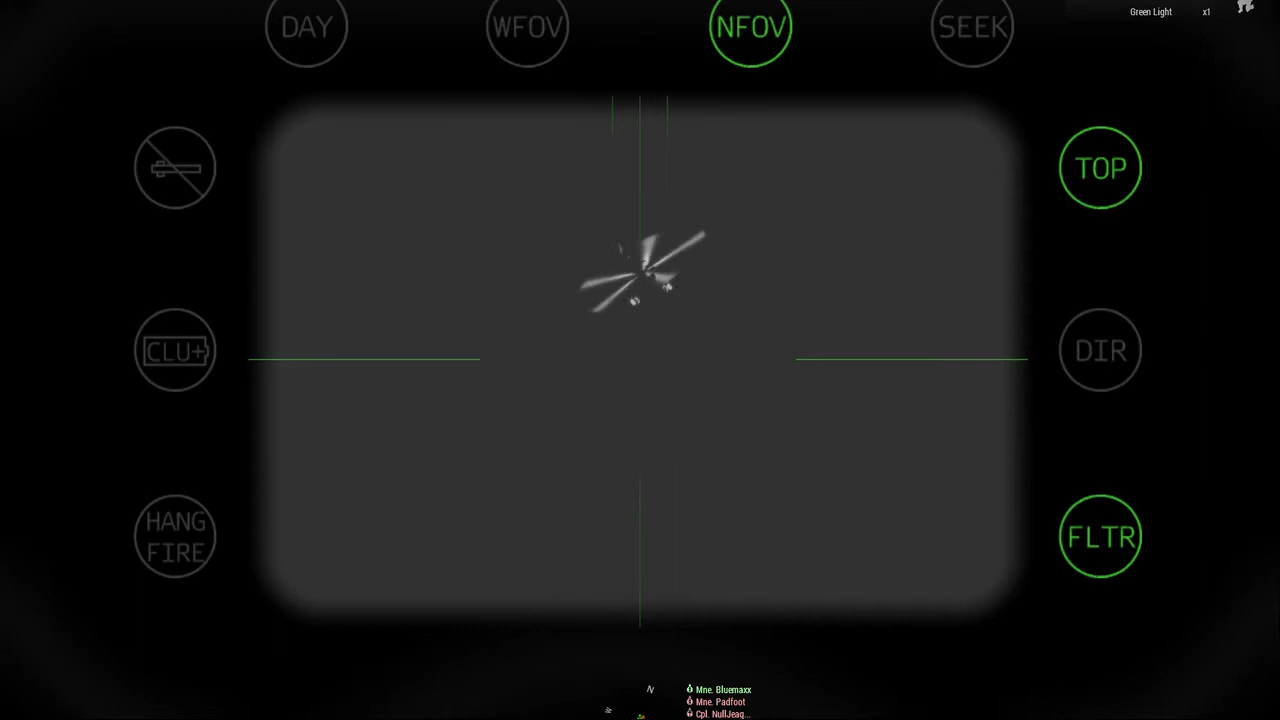 Green Light x1
DAY WFOV NFOV SEEK
TOP
CLU+ DIR
HANG
FIRE
FLTR
N
Mne. Bluemaxx
Mne. Padfoot
Cpl. NullJeaq...